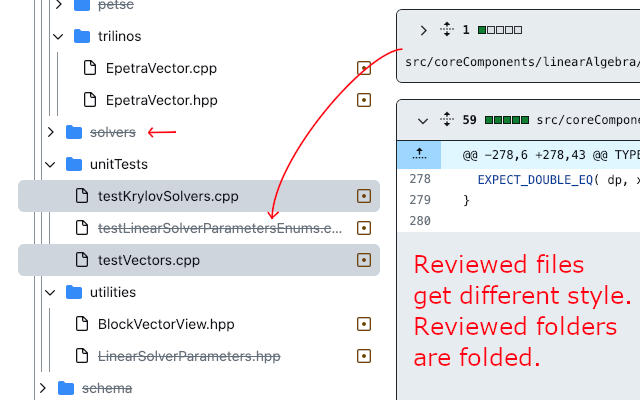 petsc
trilinos
EpetraVector.cpp
EpetraVector.hpp
solvers
unitTests
testKrylovSolvers.cpp
testLinearSolverParametersEnums.c...
testVectors.cpp
utilities
BlockVectorView.hpp
LinearSolverParameters.hpp
schema
1
src/coreComponents/linearAlgebra/
59 src/coreCompone
@@ -278,6 +278,43 @@ TYPE
278 EXPECT_DOUBLE_EQ( dp, x
279 }
280
Reviewed files
get different style.
Reviewed folders
are folded.